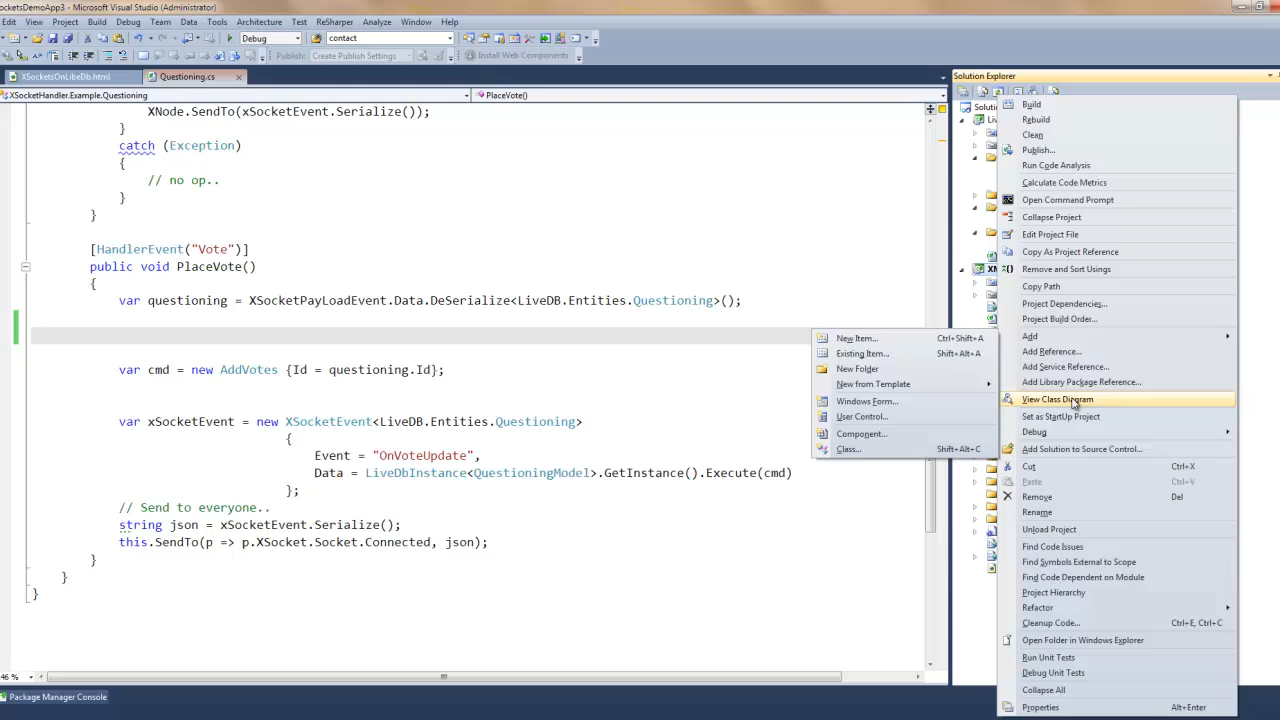 ocketsDemoApp3 - Microsoft Visual Studio (Administrator)
Edit View Project Build Debug Team Data Tools Architecture Test ReSharper Analyze Window Help
Debug contact
Publish: Create Publish Settings Install Web Components
XSocketsOnLibeDb.html Questioning.cs
XSocketHandler.Example.Questioning PlaceVote()
XNode.SendTo(xSocketEvent.Serialize());
}
catch (Exception)
{
// no op..
}
}
[HandlerEvent("Vote")]
public void PlaceVote()
{
var questioning = XSocketPayLoadEvent.Data.DeSerialize<LiveDB.Entities.Questioning>();
var cmd = new AddVotes {Id = questioning.Id};
var xSocketEvent = new XSocketEvent<LiveDB.Entities.Questioning>
{
Event = "OnVoteUpdate",
Data = LiveDbInstance<QuestioningModel>.GetInstance().Execute(cmd)
};
// Send to everyone..
string json = xSocketEvent.Serialize();
this.SendTo(p => p.XSocket.Socket.Connected, json);
}
}
}
46 %
Package Manager Console
New Item... Ctrl+Shift+A
Existing Item... Shift+Alt+A
New Folder
New from Template
Windows Form...
User Control...
Component...
Class... Shift+Alt+C
Solution Explorer
Solutio
Liv
XN
Build
Rebuild
Clean
Publish...
Run Code Analysis
Calculate Code Metrics
Open Command Prompt
Collapse Project
Edit Project File
Copy As Project Reference
Remove and Sort Usings
Copy Path
Project Dependencies...
Project Build Order...
Add
Add Reference...
Add Service Reference...
Add Library Package Reference...
View Class Diagram
Set as StartUp Project
Debug
Add Solution to Source Control...
Cut Ctrl+X
Paste Ctrl+V
Remove Del
Rename
Unload Project
Find Code Issues
Find Symbols External to Scope
Find Code Dependent on Module
Project Hierarchy
Refactor
Cleanup Code... Ctrl+E, Ctrl+C
Open Folder in Windows Explorer
Run Unit Tests
Debug Unit Tests
Collapse All
Properties Alt+Enter